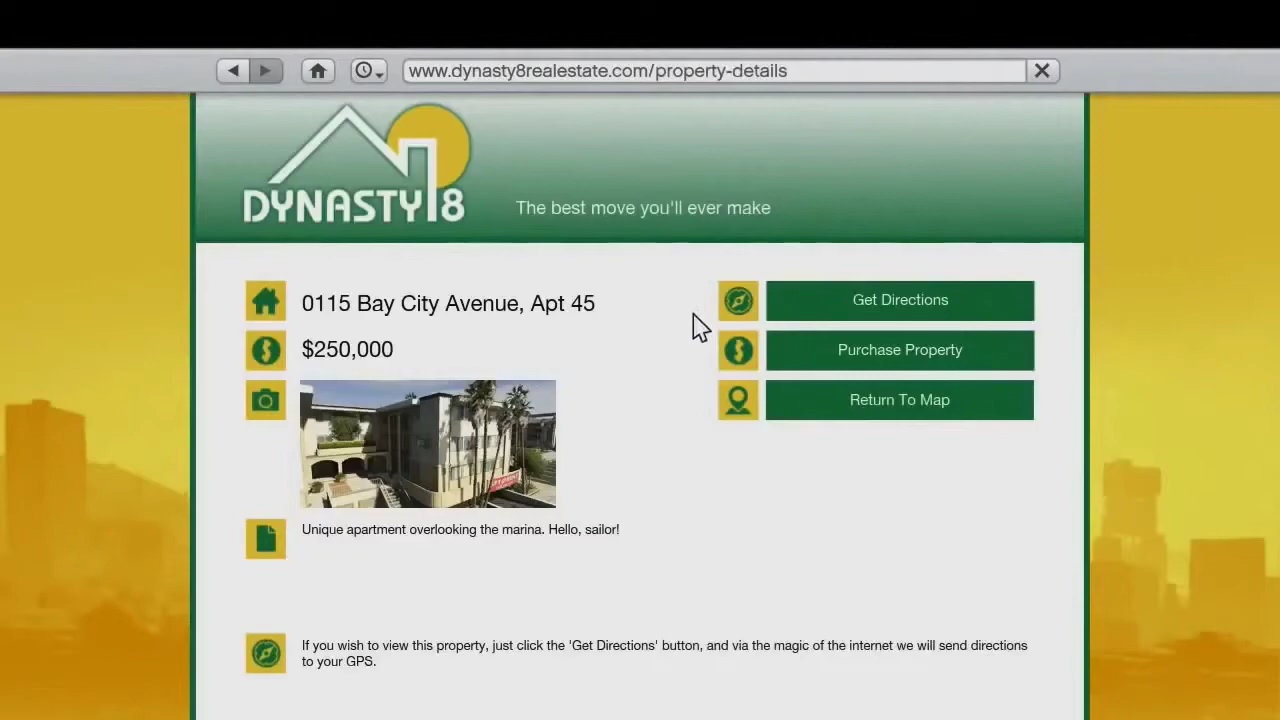 www.dynasty8realestate.com/property-details
DYNASTY 8
The best move you'll ever make
0115 Bay City Avenue, Apt 45
$250,000
Get Directions
Purchase Property
Return To Map
Unique apartment overlooking the marina. Hello, sailor!
If you wish to view this property, just click the 'Get Directions' button, and via the magic of the internet we will send directions
to your GPS.